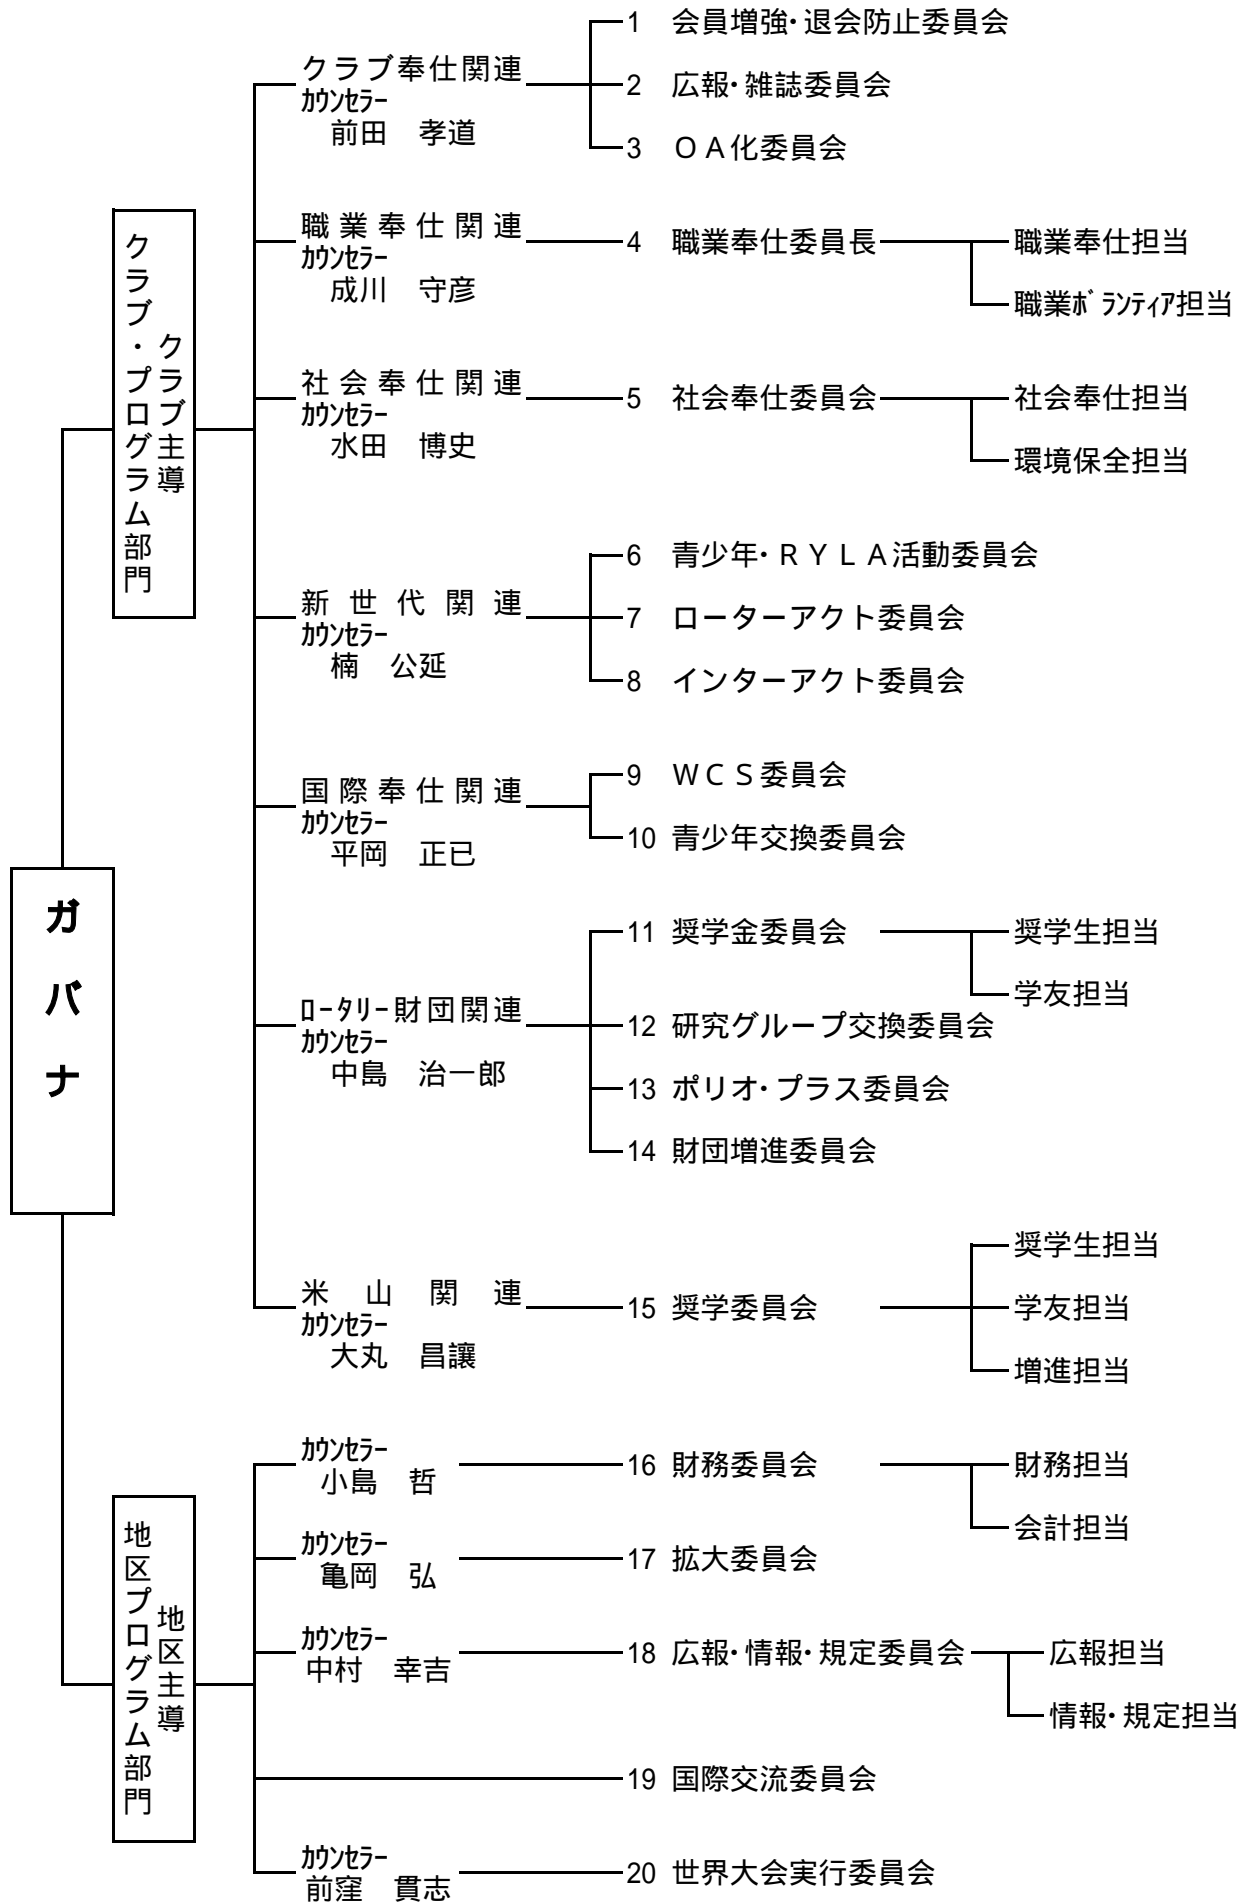 ガバナ
クラブ主導
クラブ・プログラム部門
クラブ奉仕関連
ｶｳﾝｾﾗｰ
前田　孝道
1　会員増強・退会防止委員会
2　広報・雑誌委員会
3　ＯＡ化委員会
職業奉仕関連
ｶｳﾝｾﾗｰ
成川　守彦
4　職業奉仕委員長
職業奉仕担当
職業ﾎﾞﾗﾝﾃｨｱ担当
社会奉仕関連
ｶｳﾝｾﾗｰ
水田　博史
5　社会奉仕委員会
社会奉仕担当
環境保全担当
新世代関連
ｶｳﾝｾﾗｰ
楠　公延
6　青少年・ＲＹＬＡ活動委員会
7　ローターアクト委員会
8　インターアクト委員会
国際奉仕関連
ｶｳﾝｾﾗｰ
平岡　正巳
9　ＷＣＳ委員会
10　青少年交換委員会
ﾛｰﾀﾘｰ財団関連
ｶｳﾝｾﾗｰ
中島　治一郎
11　奨学金委員会
奨学生担当
学友担当
12　研究グループ交換委員会
13　ポリオ・プラス委員会
14　財団増進委員会
米山関連
ｶｳﾝｾﾗｰ
大丸　昌讓
15　奨学委員会
奨学生担当
学友担当
増進担当
地区主導
地区プログラム部門
ｶｳﾝｾﾗｰ
小島　哲
16　財務委員会
財務担当
会計担当
ｶｳﾝｾﾗｰ
亀岡　弘
17　拡大委員会
ｶｳﾝｾﾗｰ
中村　幸吉
18　広報・情報・規定委員会
広報担当
情報・規定担当
19　国際交流委員会
ｶｳﾝｾﾗｰ
前窪　貫志
20　世界大会実行委員会